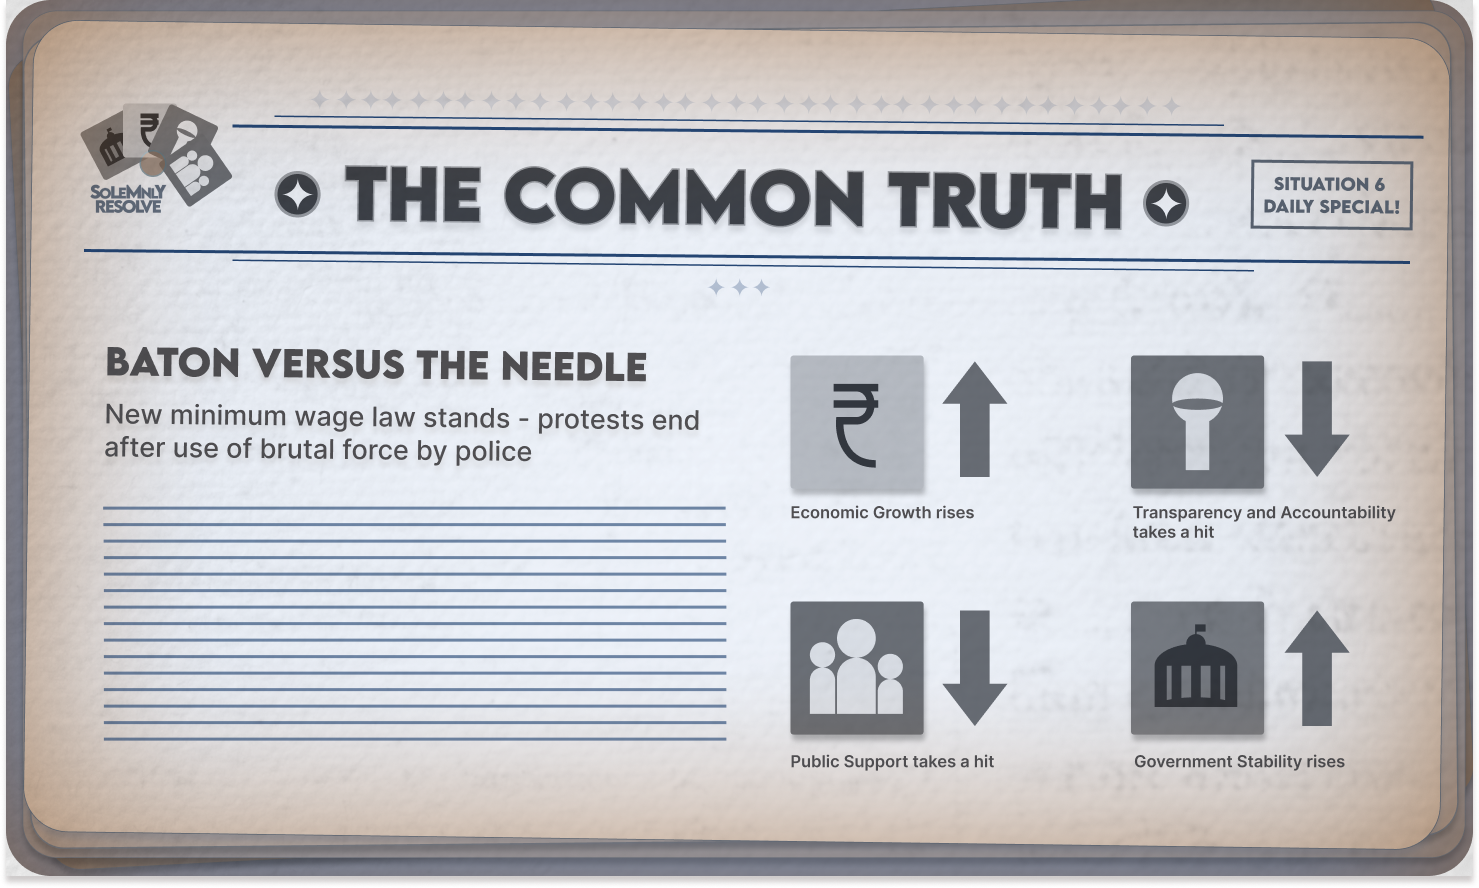 SOLEMNLY
RESOLVE
₹
THE COMMON TRUTH
SITUATION 6
DAILY SPECIAL!
BATON VERSUS THE NEEDLE
New minimum wage law stands - protests end
after use of brutal force by police
₹
Economic Growth rises
Transparency and Accountability
takes a hit
Public Support takes a hit
Government Stability rises